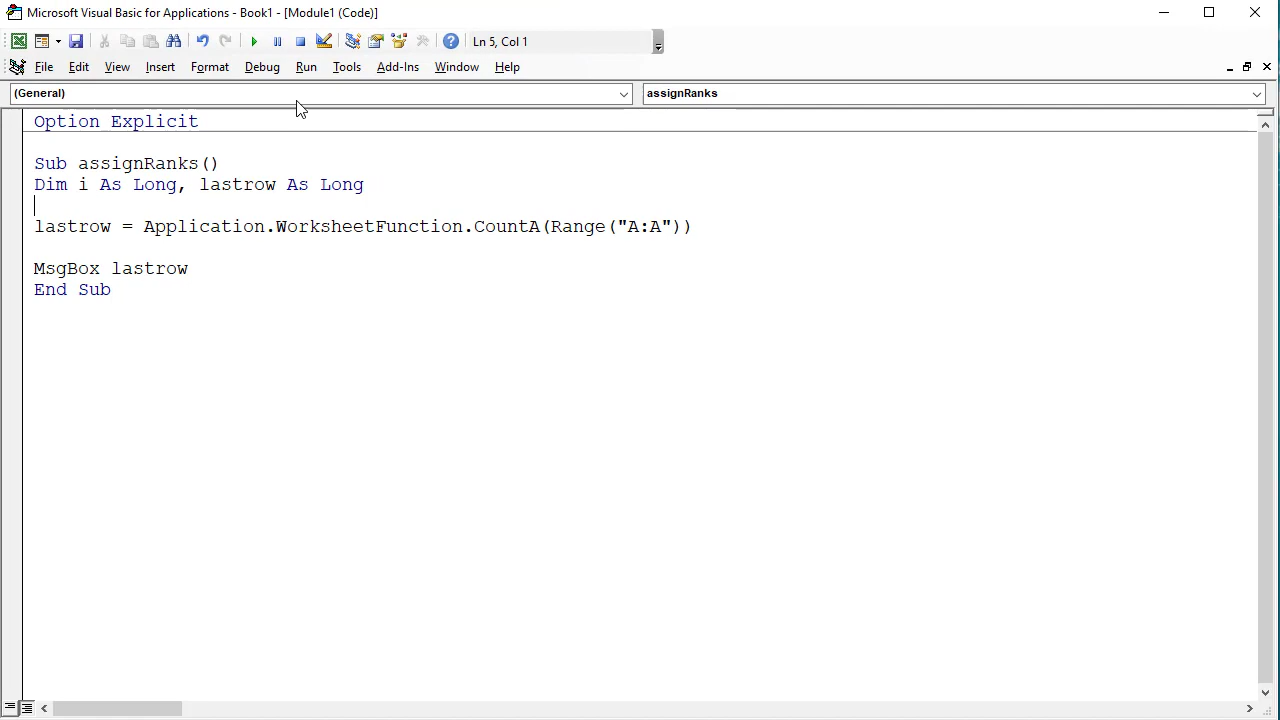 Microsoft Visual Basic for Applications - Book1 - [Module1 (Code)]
Ln 5, Col 1
File Edit View Insert Format Debug Run Tools Add-Ins Window Help
(General) assignRanks
Option Explicit
Sub assignRanks()
Dim i As Long, lastrow As Long
lastrow = Application.WorksheetFunction.CountA(Range("A:A"))
MsgBox lastrow
End Sub